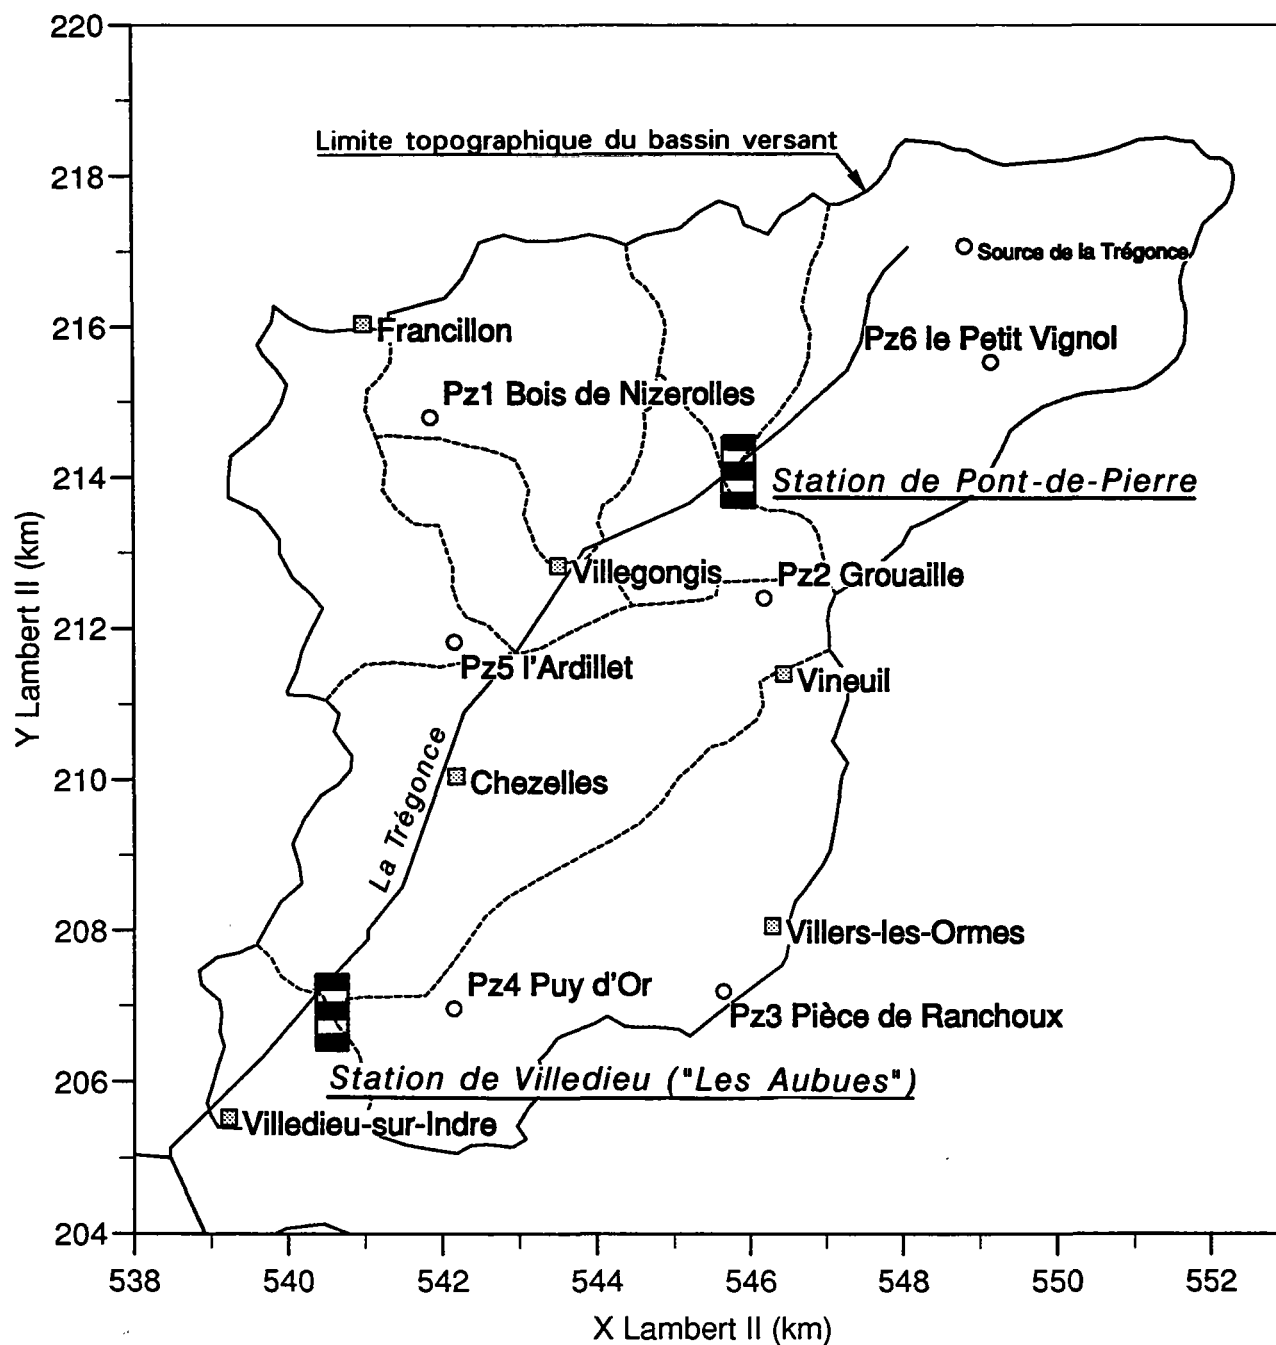 220
Limite topographique du bassin versant
218
Source de la Trégonce
216
Francillon
Pz6 le Petit Vignol
Pz1 Bois de Nizerolles
214
Station de Pont-de-Pierre
Villegongis
Pz2 Grouaille
212
Pz5 l'Ardillet
Vineuil
Y Lambert II (km)
210
Chezelles
La Trégonce
208
Villers-les-Ormes
Pz4 Puy d'Or
Pz3 Pièce de Ranchoux
206
Station de Villedieu ("Les Aubues")
Villedieu-sur-Indre
204
538 540 542 544 546 548 550 552
X Lambert II (km)